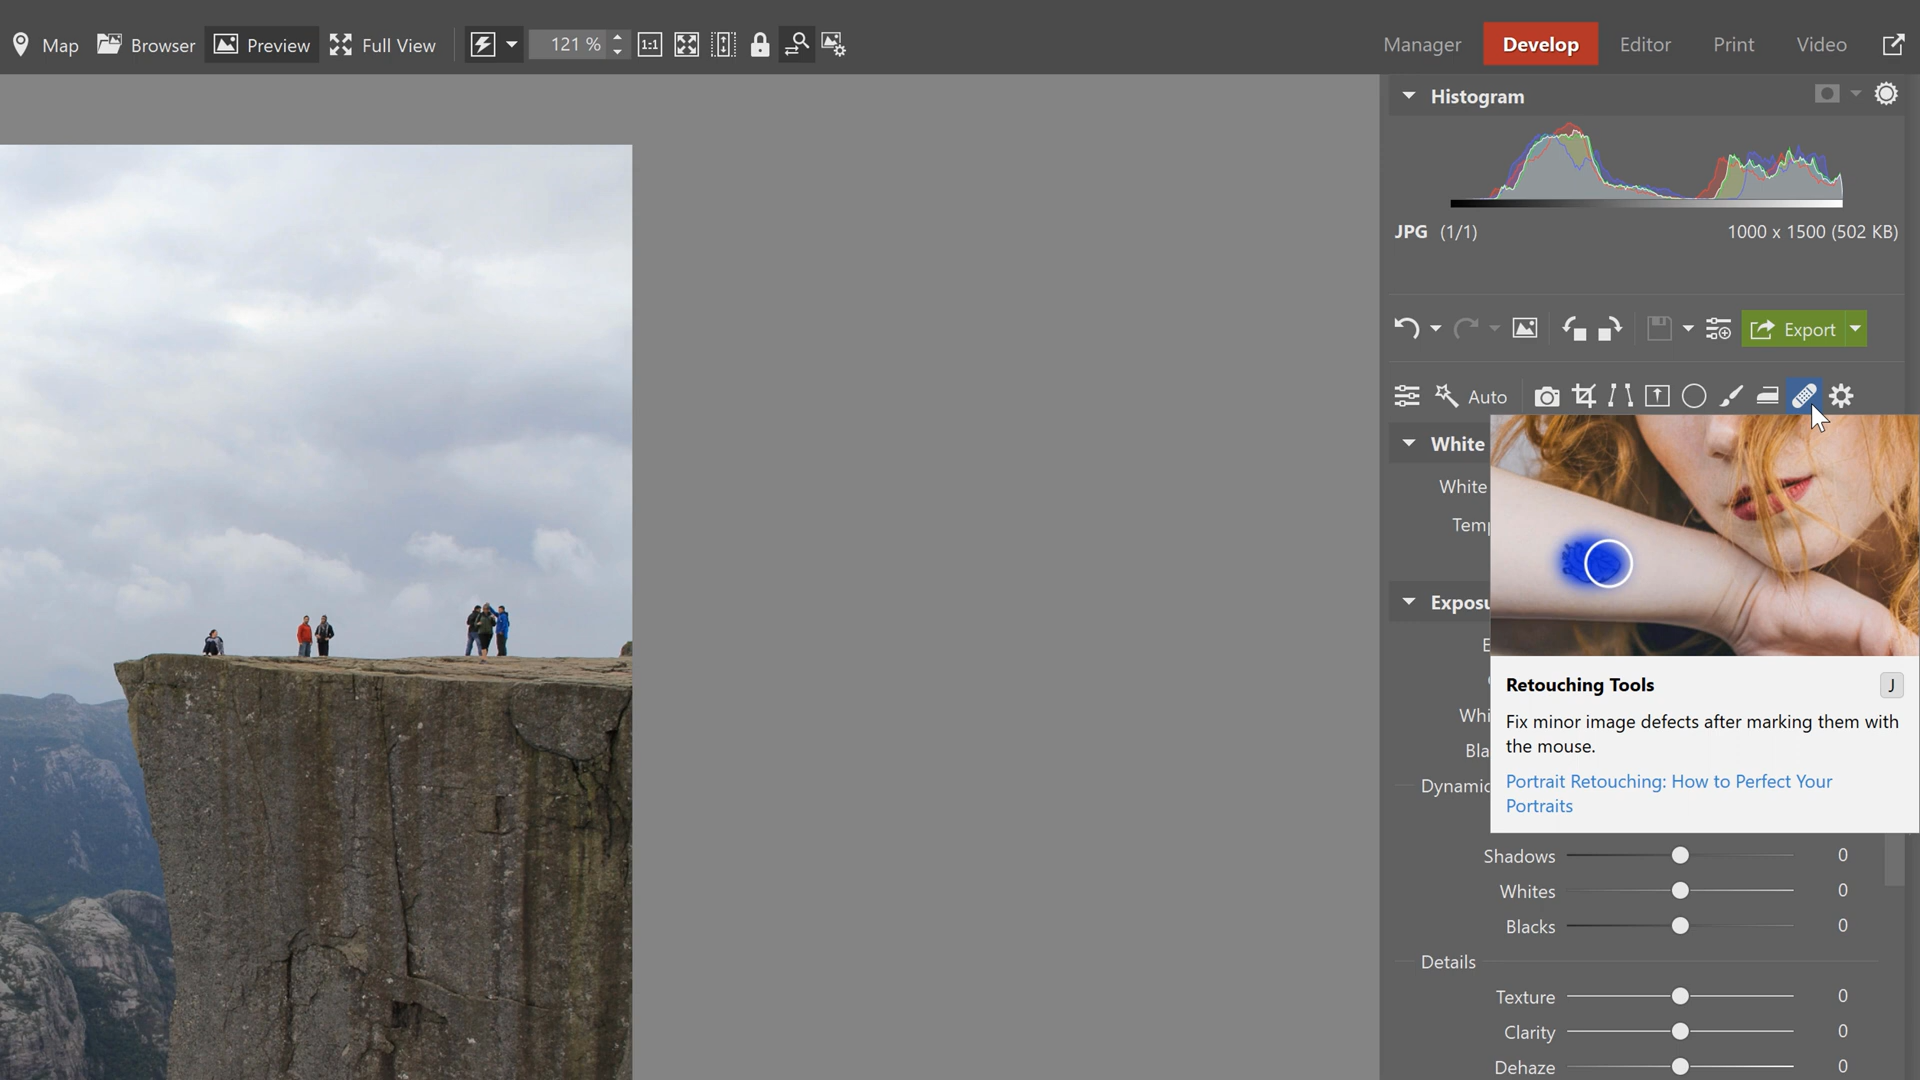 Map Browser Preview Full View 121 % 1:1 Manager Develop Editor Print Video
Histogram
JPG (1/1) 1000 x 1500 (502 KB)
Export
Auto
White
White
Temp
Exposu
E
Whi
Bla
Dynamic
Retouching Tools J
Fix minor image defects after marking them with
the mouse.
Portrait Retouching: How to Perfect Your
Portraits
Shadows 0
Whites 0
Blacks 0
Details
Texture 0
Clarity 0
Dehaze 0